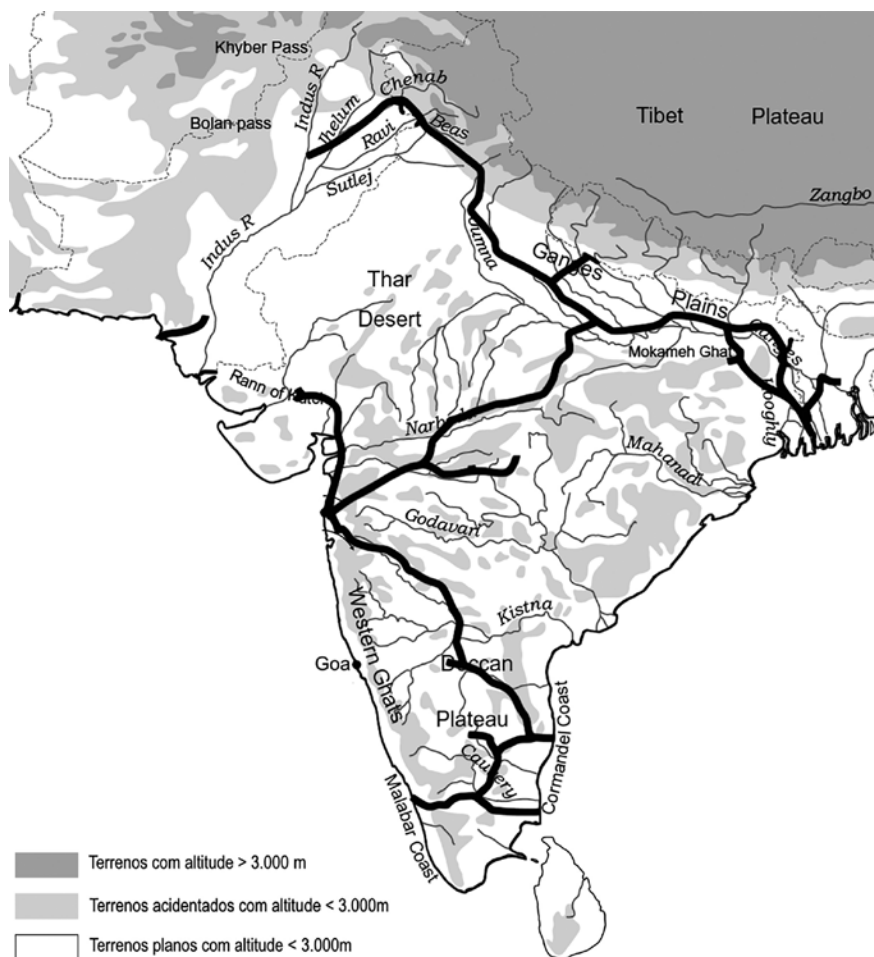 Khyber Pass
Indus R
Chenab
Jhelum
Bolan pass
Ravi
Beas
Tibet Plateau
Sutlej
Zangbo
Indus R
Jumna
Ganges
Thar
Desert
Plains
Ganges
Mokameh Ghat
Rann of Kutch
Hooghly
Narbada
Mahanadi
Godavari
Kistna
Western Ghats
Goa
Deccan
Plateau
Cormandel Coast
Cauvery
Malabar Coast
Terrenos com altitude > 3.000 m
Terrenos acidentados com altitude < 3.000m
Terrenos planos com altitude < 3.000m